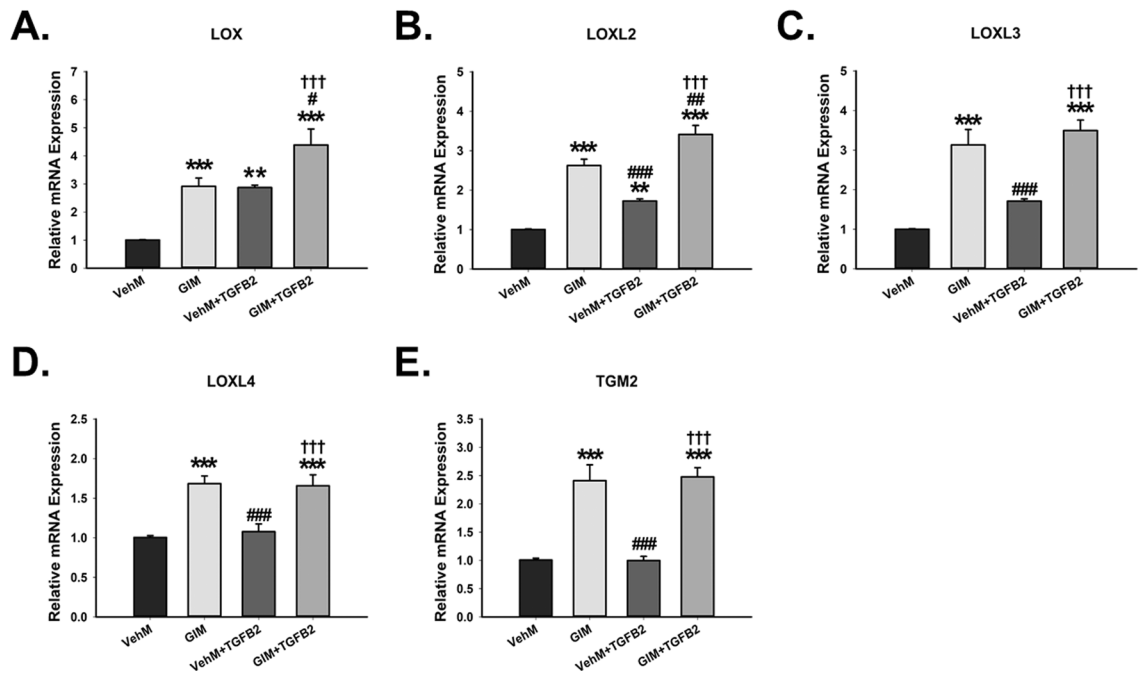 A.
LOX
Relative mRNA Expression
7
6
5
4
3
2
1
0
†††
#
***
***
**
VehM
GIM
VehM+TGFB2
GIM+TGFB2
B.
LOXL2
Relative mRNA Expression
5
4
3
2
1
0
†††
##
***
***
###
**
VehM
GIM
VehM+TGFB2
GIM+TGFB2
C.
LOXL3
Relative mRNA Expression
5
4
3
2
1
0
†††
***
***
###
VehM
GIM
VehM+TGFB2
GIM+TGFB2
D.
LOXL4
Relative mRNA Expression
2.5
2.0
1.5
1.0
0.5
0.0
†††
***
***
###
VehM
GIM
VehM+TGFB2
GIM+TGFB2
E.
TGM2
Relative mRNA Expression
3.5
3.0
2.5
2.0
1.5
1.0
0.5
0.0
†††
***
***
###
VehM
GIM
VehM+TGFB2
GIM+TGFB2